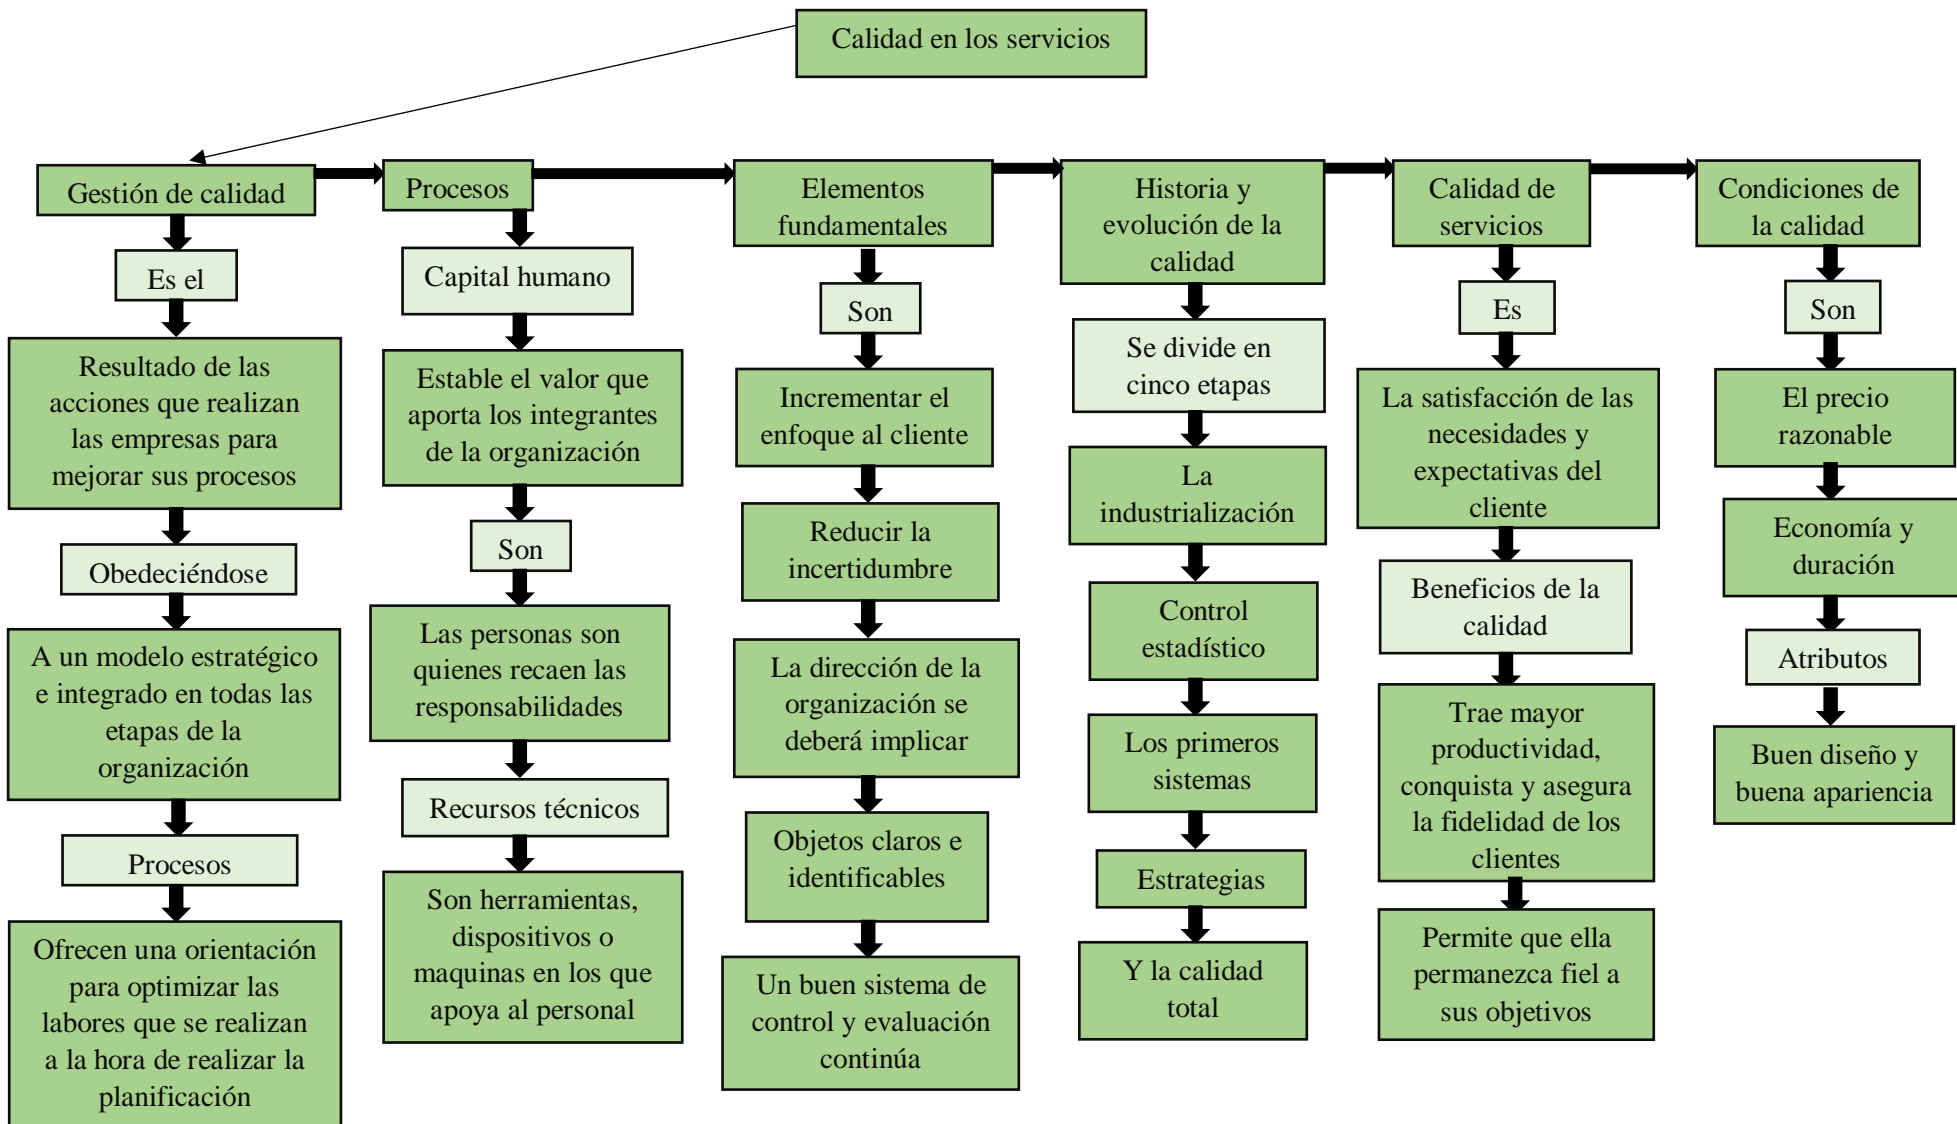 Calidad en los servicios
Gestión de calidad
Es el
Resultado de las
acciones que realizan
las empresas para
mejorar sus procesos
Obedeciéndose
A un modelo estratégico
e integrado en todas las
etapas de la
organización
Procesos
Ofrecen una orientación
para optimizar las
labores que se realizan
a la hora de realizar la
planificación
Procesos
Capital humano
Estable el valor que
aporta los integrantes
de la organización
Son
Las personas son
quienes recaen las
responsabilidades
Recursos técnicos
Son herramientas,
dispositivos o
maquinas en los que
apoya al personal
Elementos
fundamentales
Son
Incrementar el
enfoque al cliente
Reducir la
incertidumbre
La dirección de la
organización se
deberá implicar
Objetos claros e
identificables
Un buen sistema de
control y evaluación
continúa
Historia y
evolución de la
calidad
Se divide en
cinco etapas
La
industrialización
Control
estadístico
Los primeros
sistemas
Estrategias
Y la calidad
total
Calidad de
servicios
Es
La satisfacción de las
necesidades y
expectativas del
cliente
Beneficios de la
calidad
Trae mayor
productividad,
conquista y asegura
la fidelidad de los
clientes
Permite que ella
permanezca fiel a
sus objetivos
Condiciones de
la calidad
Son
El precio
razonable
Economía y
duración
Atributos
Buen diseño y
buena apariencia